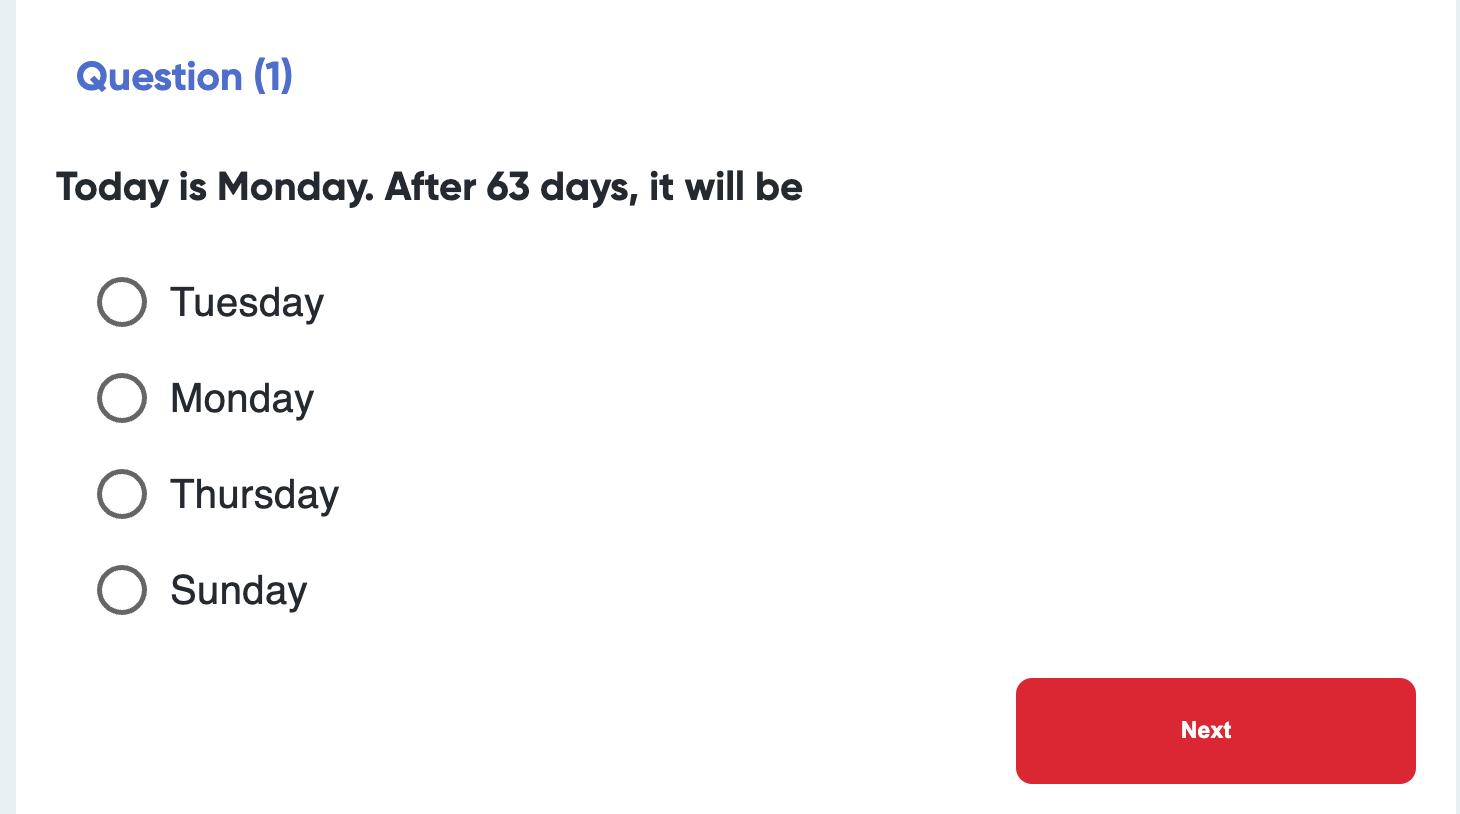 Question (1)
Today is Monday. After 63 days, it will be
Tuesday
Monday
Thursday
Sunday
Next